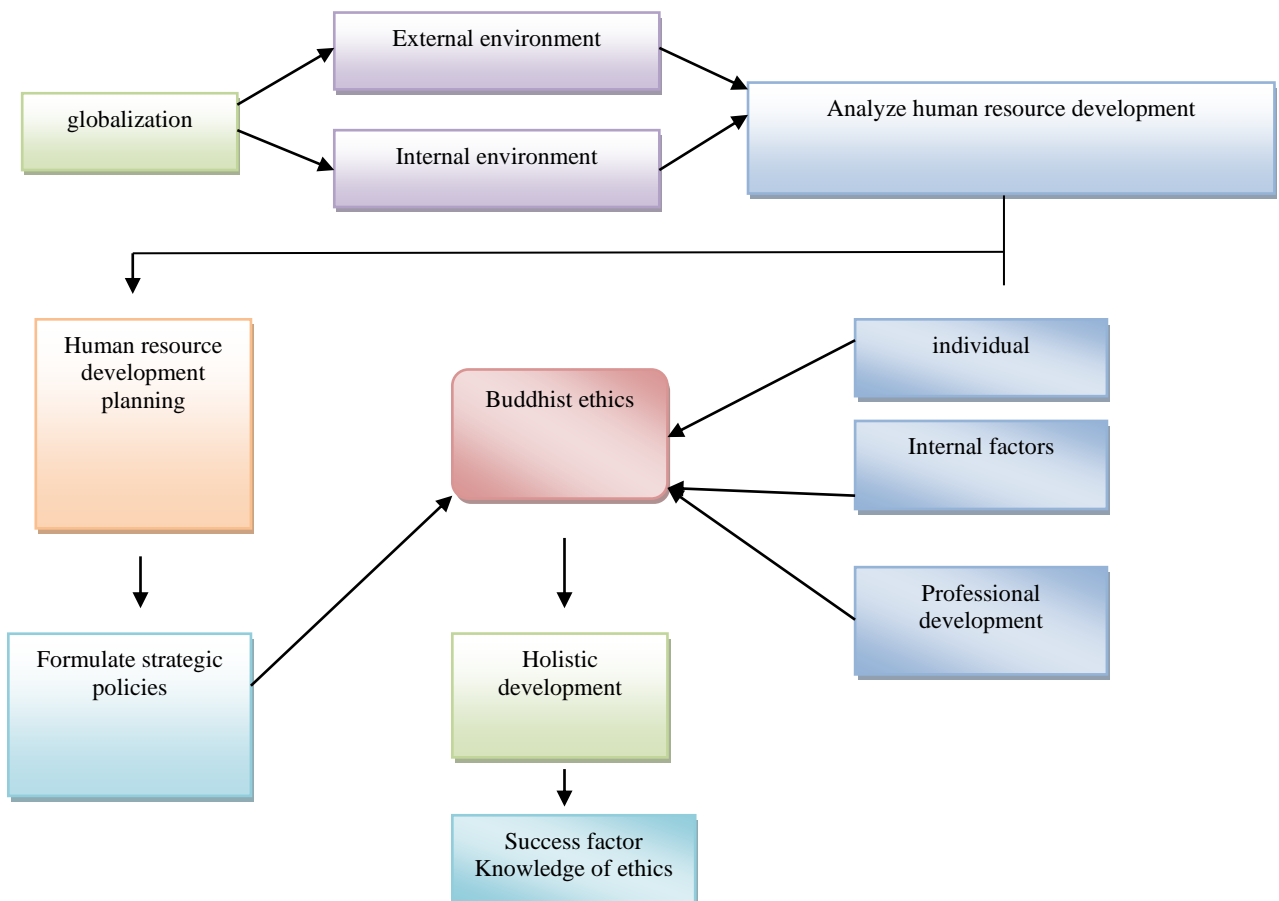 External environment
globalization
Internal environment
Analyze human resource development
Human resource
development
planning
Formulate strategic
policies
Buddhist ethics
individual
Internal factors
Professional
development
Holistic
development
Success factor
Knowledge of ethics